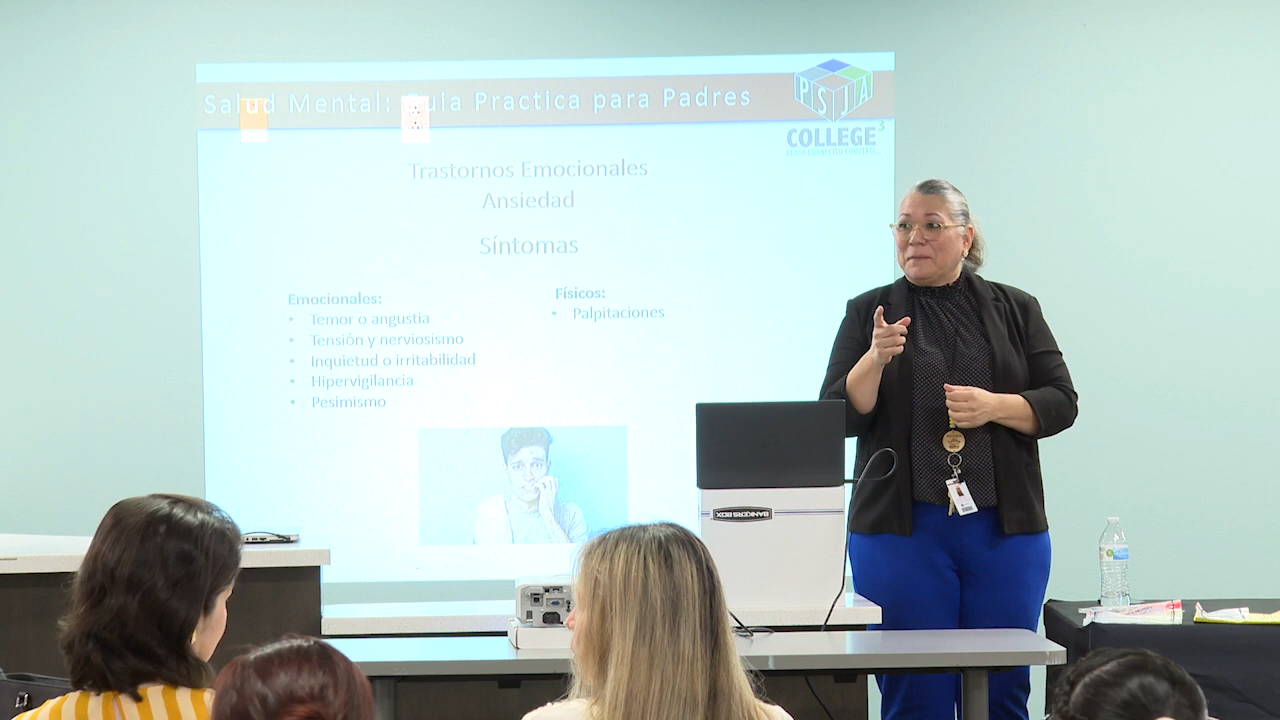 Salud Mental: Guia Practica para Padres
PSJA
COLLEGE³
Trastornos Emocionales
Ansiedad
Síntomas
Emocionales:
• Temor o angustia
• Tensión y nerviosismo
• Inquietud o irritabilidad
• Hipervigilancia
• Pesimismo
Físicos:
• Palpitaciones
BANKERS BOX